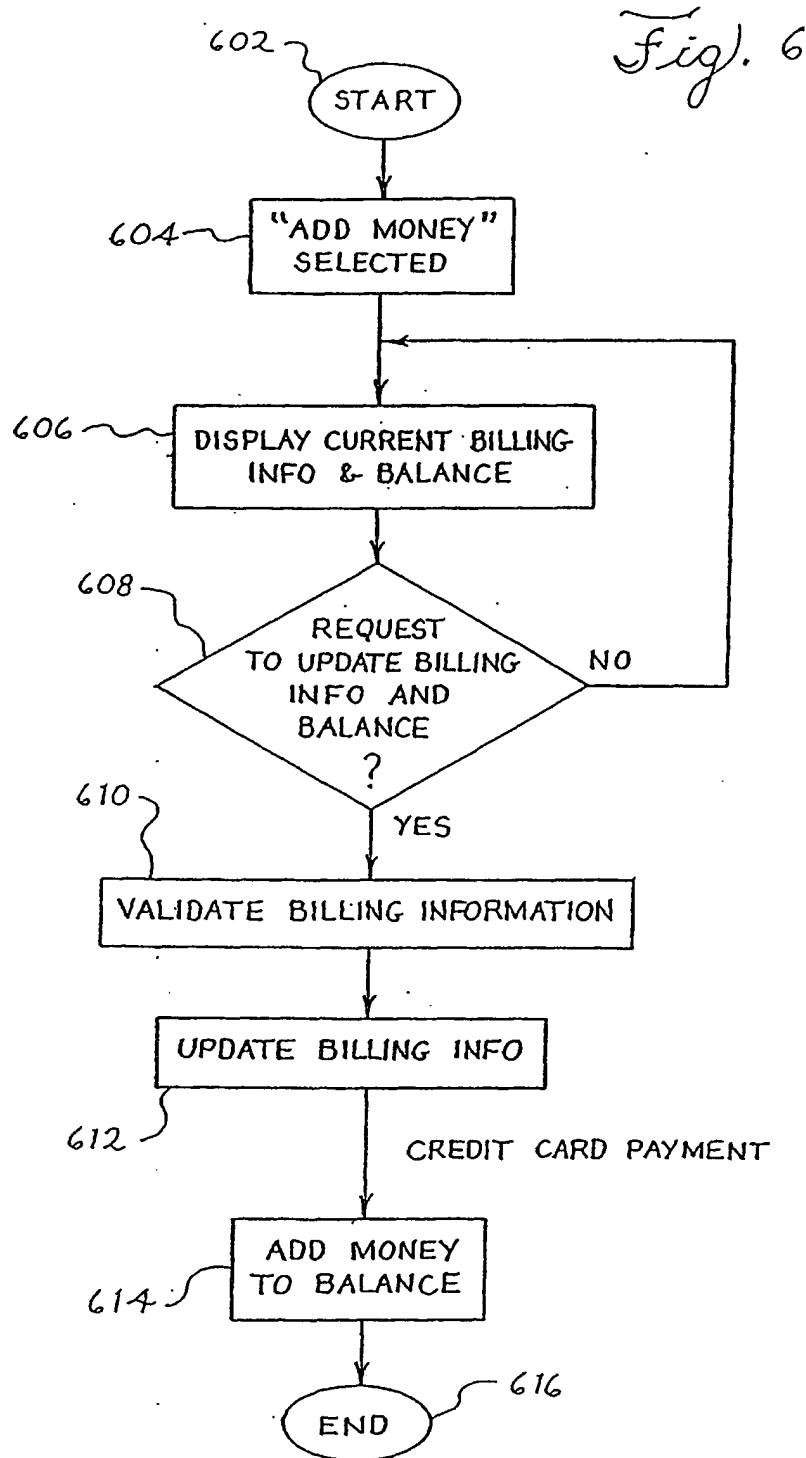 Fig. 6
602
START
604
"ADD MONEY"
SELECTED
606
DISPLAY CURRENT BILLING
INFO & BALANCE
608
REQUEST
TO UPDATE BILLING
INFO AND
BALANCE
?
NO
YES
610
VALIDATE BILLING INFORMATION
UPDATE BILLING INFO
612
CREDIT CARD PAYMENT
ADD MONEY
TO BALANCE
614
616
END